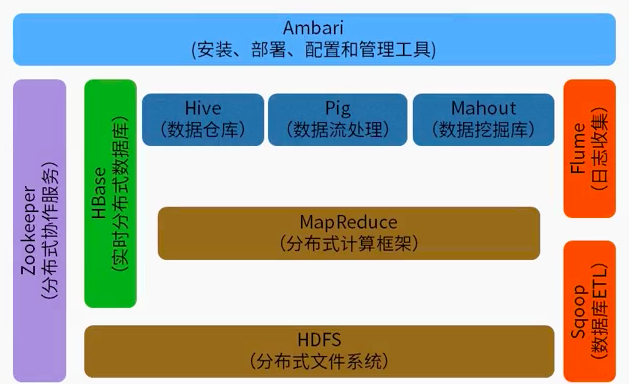 Ambari
(安装、部署、配置和管理工具)
Zookeeper
(分布式协作服务)
HBase
(实时分布式数据库)
Hive
(数据仓库)
Pig
(数据流处理)
Mahout
(数据挖掘库)
Flume
(日志收集)
MapReduce
(分布式计算框架)
Sqoop
(数据库ETL)
HDFS
(分布式文件系统)